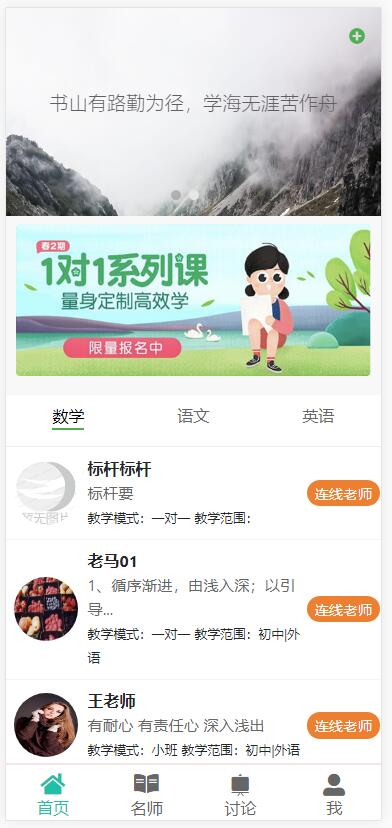 书山有路勤为径，学海无涯苦作舟
春2期
1对1系列课
量身定制高效学
限量报名中
数学
语文
英语
标杆标杆
标杆要
教学模式：一对一 教学范围：
连线老师
暂无图片
老马01
1、循序渐进，由浅入深；以引
导...
教学模式：一对一 教学范围：初中|外
语
连线老师
王老师
有耐心 有责任心 深入浅出
教学模式：小班 教学范围：初中|外语
连线老师
首页
名师
讨论
我